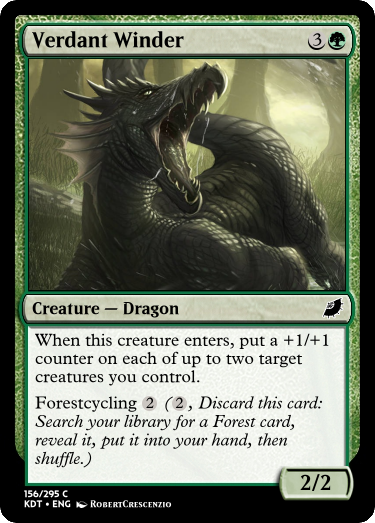 Verdant Winder 3
Creature — Dragon
When this creature enters, put a +1/+1
counter on each of up to two target
creatures you control.
Forestcycling 2 (2, Discard this card:
Search your library for a Forest card,
reveal it, put it into your hand, then
shuffle.)
2/2
156/295 C
KDT • ENG RobertCrescenzio